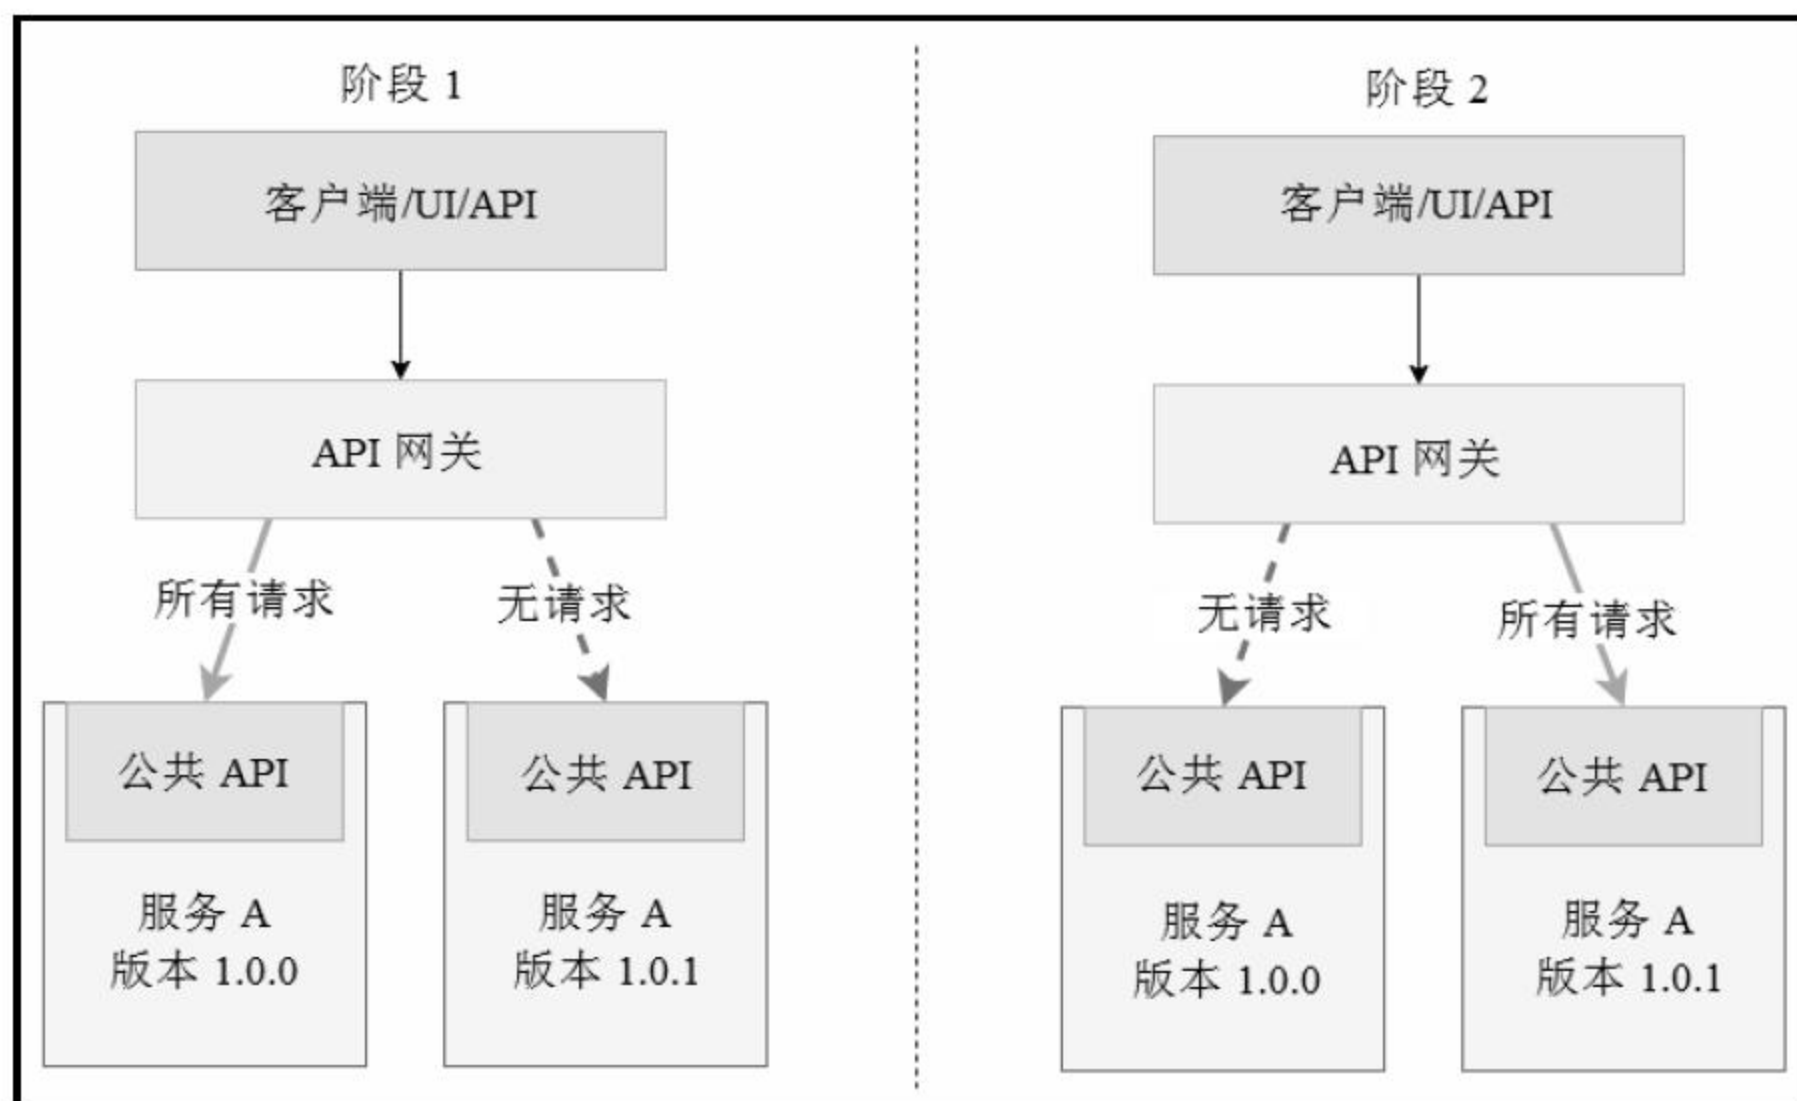 阶段 1
客户端/UI/API
API 网关
所有请求
无请求
公共 API
公共 API
服务 A
版本 1.0.0
服务 A
版本 1.0.1
阶段 2
客户端/UI/API
API 网关
无请求
所有请求
公共 API
公共 API
服务 A
版本 1.0.0
服务 A
版本 1.0.1